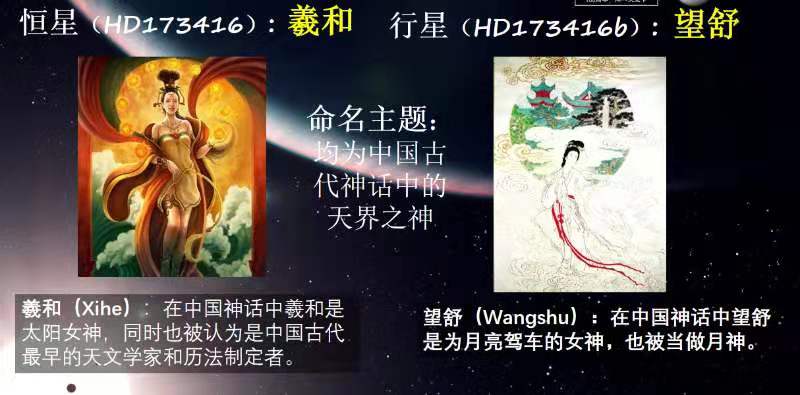 恒星（HD173416）：羲和
行星（HD173416b）：望舒
命名主题：
均为中国古
代神话中的
天界之神
羲和（Xihe）：在中国神话中羲和是
太阳女神，同时也被认为是中国古代
最早的天文学家和历法制定者。
望舒（Wangshu）：在中国神话中望舒
是为月亮驾车的女神，也被当做月神。